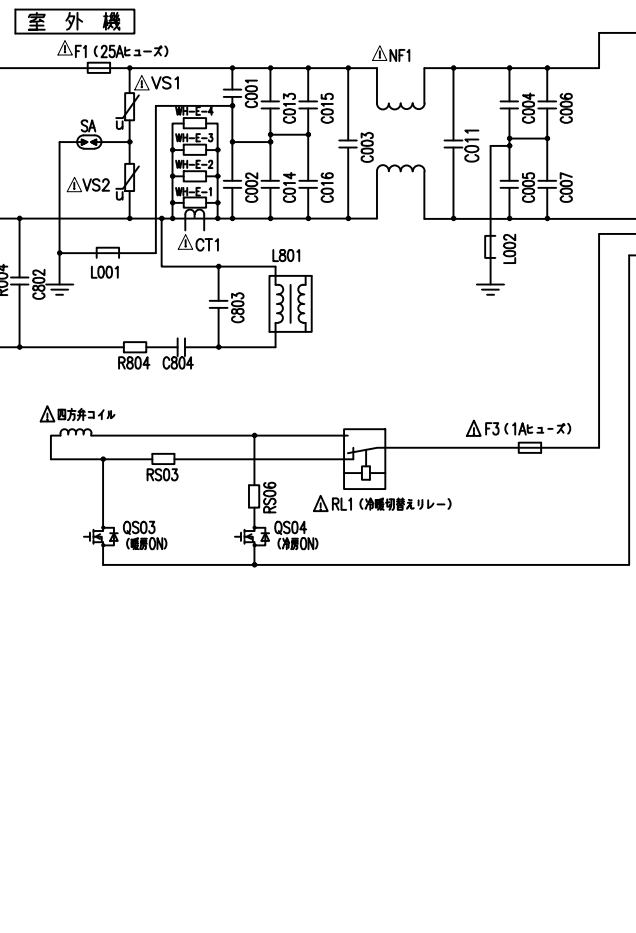 室外機
⚠F1(25Aヒューズ)
⚠NF1
⚠VS1
C001
C013
C015
C004
C006
WH-E-4
SA
WH-E-3
C003
C011
WH-E-2
⚠VS2
C002
C014
C016
C005
C007
WH-E-1
⚠CT1
L002
L801
L001
R004
C802
C803
R804
C804
⚠四方弁コイル
⚠F3(1Aヒューズ)
RS03
RS06
⚠RL1(冷暖切替えリレー)
QS03
(暖房ON)
QS04
(冷房ON)